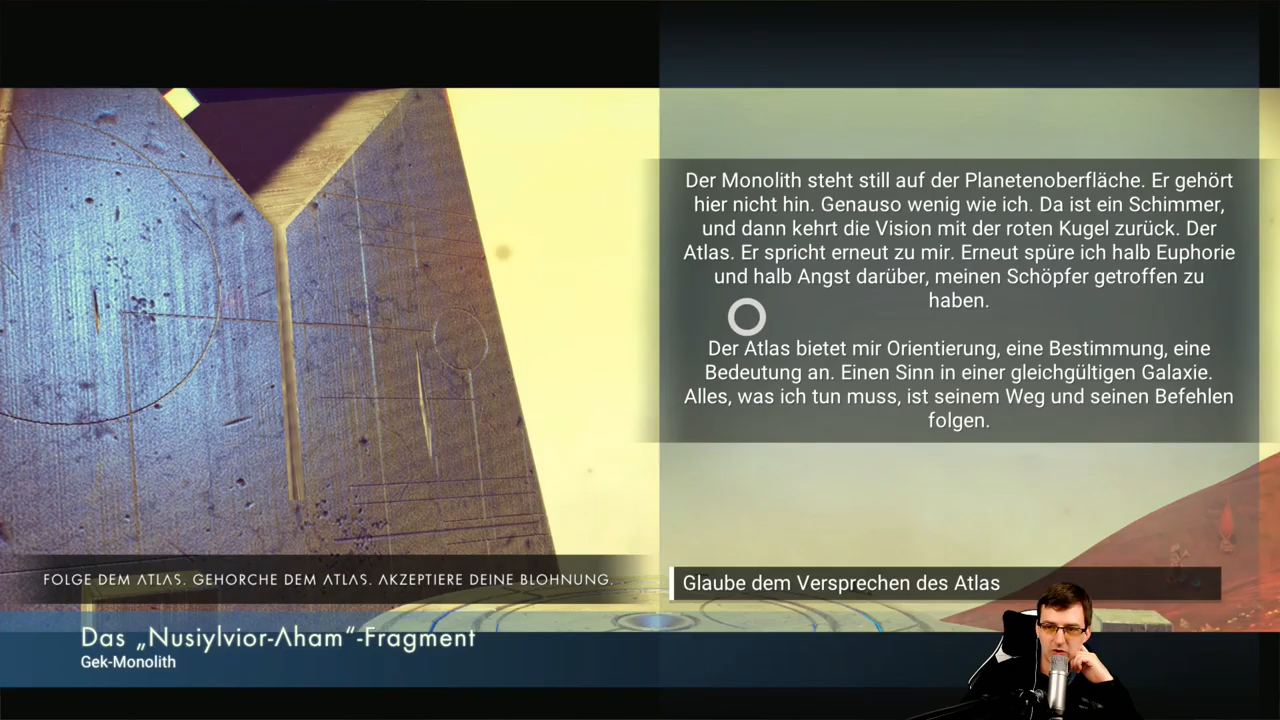 Der Monolith steht still auf der Planetenoberfläche. Er gehört
hier nicht hin. Genauso wenig wie ich. Da ist ein Schimmer,
und dann kehrt die Vision mit der roten Kugel zurück. Der
Atlas. Er spricht erneut zu mir. Erneut spüre ich halb Euphorie
und halb Angst darüber, meinen Schöpfer getroffen zu
haben.
Der Atlas bietet mir Orientierung, eine Bestimmung, eine
Bedeutung an. Einen Sinn in einer gleichgültigen Galaxie.
Alles, was ich tun muss, ist seinem Weg und seinen Befehlen
folgen.
FOLGE DEM ATLAS. GEHORCHE DEM ATLAS. AKZEPTIERE DEINE BLOHNUNG.
Glaube dem Versprechen des Atlas
Das „Nusiylvior-Aham“-Fragment
Gek-Monolith